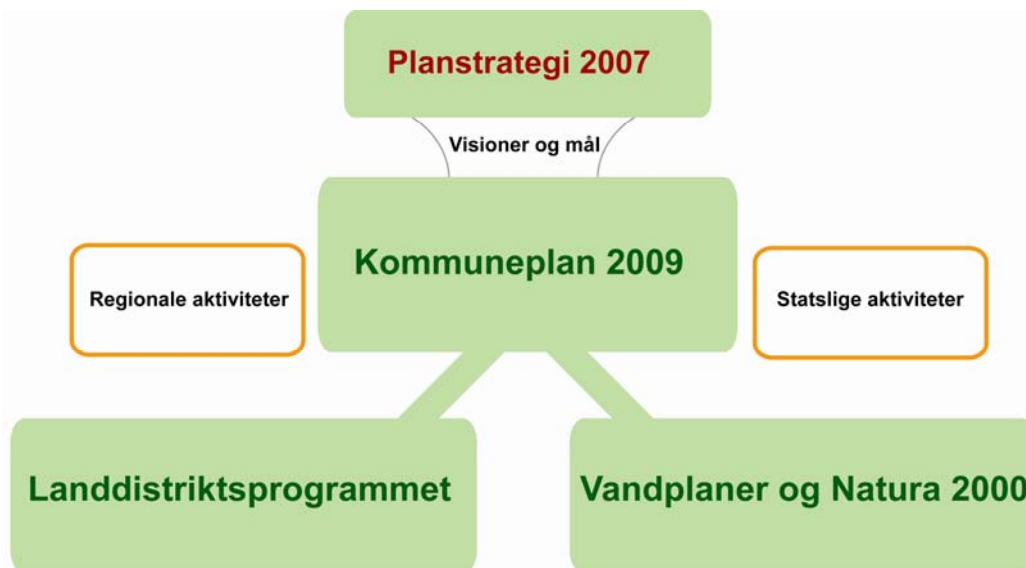 Planstrategi 2007
Visioner og mål
Kommuneplan 2009
Regionale aktiviteter
Statslige aktiviteter
Landdistriktsprogrammet
Vandplaner og Natura 2000